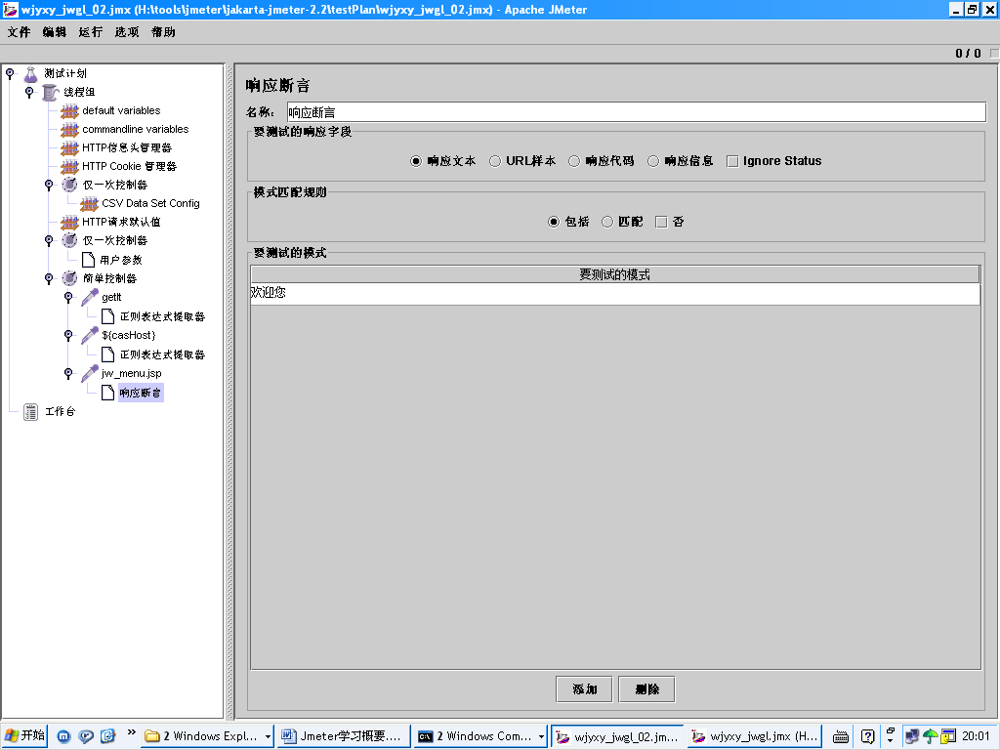 wjyxy_jwgl_02.jmx (H:\tools\jmeter\jakarta-jmeter-2.2\testPlan\wjyxy_jwgl_02.jmx) - Apache JMeter
文件 编辑 运行 选项 帮助
0 / 0
测试计划
线程组
default variables
commandline variables
HTTP信息头管理器
HTTP Cookie 管理器
仅一次控制器
CSV Data Set Config
HTTP请求默认值
仅一次控制器
用户参数
简单控制器
getIt
正则表达式提取器
${casHost}
正则表达式提取器
jw_menu.jsp
响应断言
工作台
响应断言
名称: 响应断言
要测试的响应字段
响应文本 URL样本 响应代码 响应信息 Ignore Status
模式匹配规则
包括 匹配 否
要测试的模式
要测试的模式
欢迎您
添加 删除
开始 » 2 Windows Expl... Jmeter学习概要.... 2 Windows Com... wjyxy_jwgl_02.jm... wjyxy_jwgl.jmx (H... 20:01